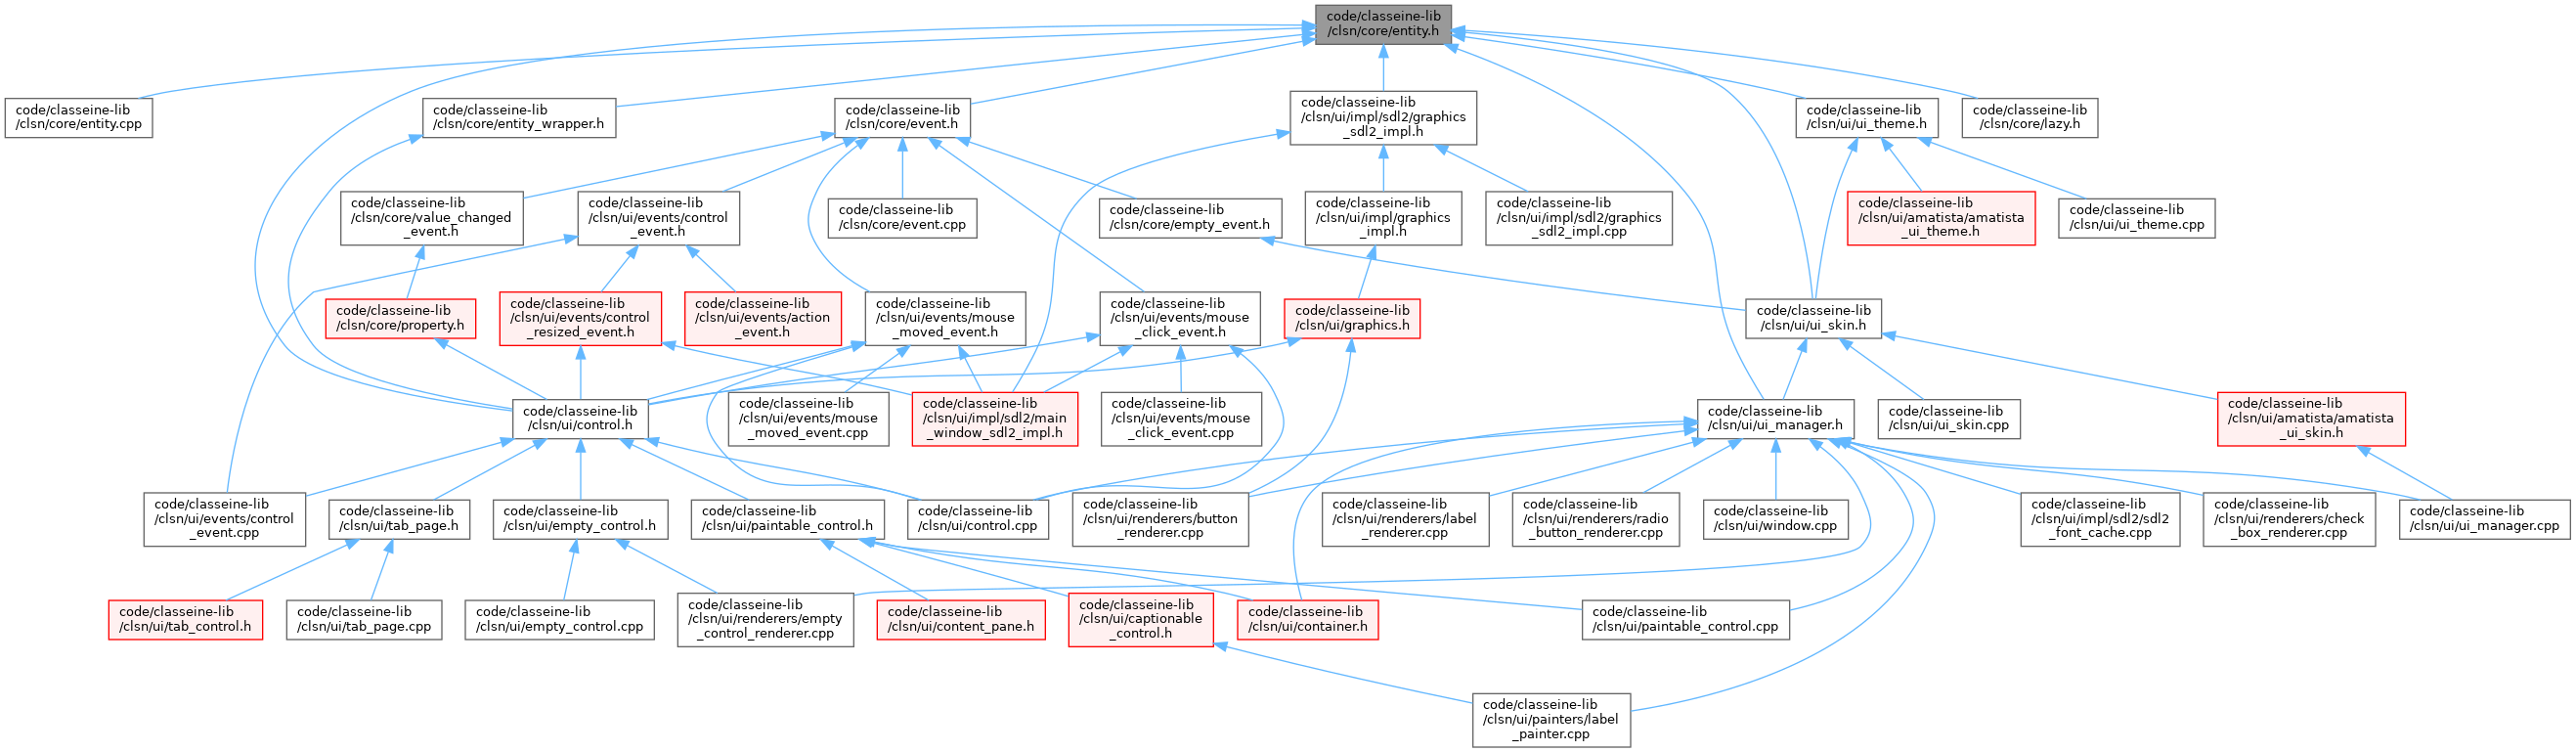 code/classeine-lib
/clsn/core/entity.h
code/classeine-lib
/clsn/core/entity.cpp
code/classeine-lib
/clsn/core/entity_wrapper.h
code/classeine-lib
/clsn/core/event.h
code/classeine-lib
/clsn/ui/impl/sdl2/graphics
_sdl2_impl.h
code/classeine-lib
/clsn/ui/ui_theme.h
code/classeine-lib
/clsn/core/lazy.h
code/classeine-lib
/clsn/core/value_changed
_event.h
code/classeine-lib
/clsn/ui/events/control
_event.h
code/classeine-lib
/clsn/core/event.cpp
code/classeine-lib
/clsn/core/empty_event.h
code/classeine-lib
/clsn/ui/impl/graphics
_impl.h
code/classeine-lib
/clsn/ui/impl/sdl2/graphics
_sdl2_impl.cpp
code/classeine-lib
/clsn/ui/amatista/amatista
_ui_theme.h
code/classeine-lib
/clsn/ui/ui_theme.cpp
code/classeine-lib
/clsn/core/property.h
code/classeine-lib
/clsn/ui/events/control
_resized_event.h
code/classeine-lib
/clsn/ui/events/action
_event.h
code/classeine-lib
/clsn/ui/events/mouse
_moved_event.h
code/classeine-lib
/clsn/ui/events/mouse
_click_event.h
code/classeine-lib
/clsn/ui/graphics.h
code/classeine-lib
/clsn/ui/ui_skin.h
code/classeine-lib
/clsn/ui/control.h
code/classeine-lib
/clsn/ui/events/mouse
_moved_event.cpp
code/classeine-lib
/clsn/ui/impl/sdl2/main
_window_sdl2_impl.h
code/classeine-lib
/clsn/ui/events/mouse
_click_event.cpp
code/classeine-lib
/clsn/ui/ui_manager.h
code/classeine-lib
/clsn/ui/ui_skin.cpp
code/classeine-lib
/clsn/ui/amatista/amatista
_ui_skin.h
code/classeine-lib
/clsn/ui/events/control
_event.cpp
code/classeine-lib
/clsn/ui/tab_page.h
code/classeine-lib
/clsn/ui/empty_control.h
code/classeine-lib
/clsn/ui/paintable_control.h
code/classeine-lib
/clsn/ui/control.cpp
code/classeine-lib
/clsn/ui/renderers/button
_renderer.cpp
code/classeine-lib
/clsn/ui/renderers/label
_renderer.cpp
code/classeine-lib
/clsn/ui/renderers/radio
_button_renderer.cpp
code/classeine-lib
/clsn/ui/window.cpp
code/classeine-lib
/clsn/ui/impl/sdl2/sdl2
_font_cache.cpp
code/classeine-lib
/clsn/ui/renderers/check
_box_renderer.cpp
code/classeine-lib
/clsn/ui/ui_manager.cpp
code/classeine-lib
/clsn/ui/tab_control.h
code/classeine-lib
/clsn/ui/tab_page.cpp
code/classeine-lib
/clsn/ui/empty_control.cpp
code/classeine-lib
/clsn/ui/renderers/empty
_control_renderer.cpp
code/classeine-lib
/clsn/ui/content_pane.h
code/classeine-lib
/clsn/ui/captionable
_control.h
code/classeine-lib
/clsn/ui/container.h
code/classeine-lib
/clsn/ui/paintable_control.cpp
code/classeine-lib
/clsn/ui/painters/label
_painter.cpp